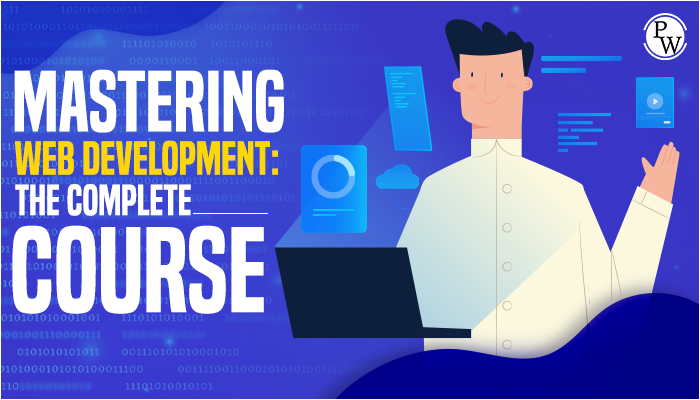 MASTERING
WEB DEVELOPMENT:
THE COMPLETE
COURSE
PW